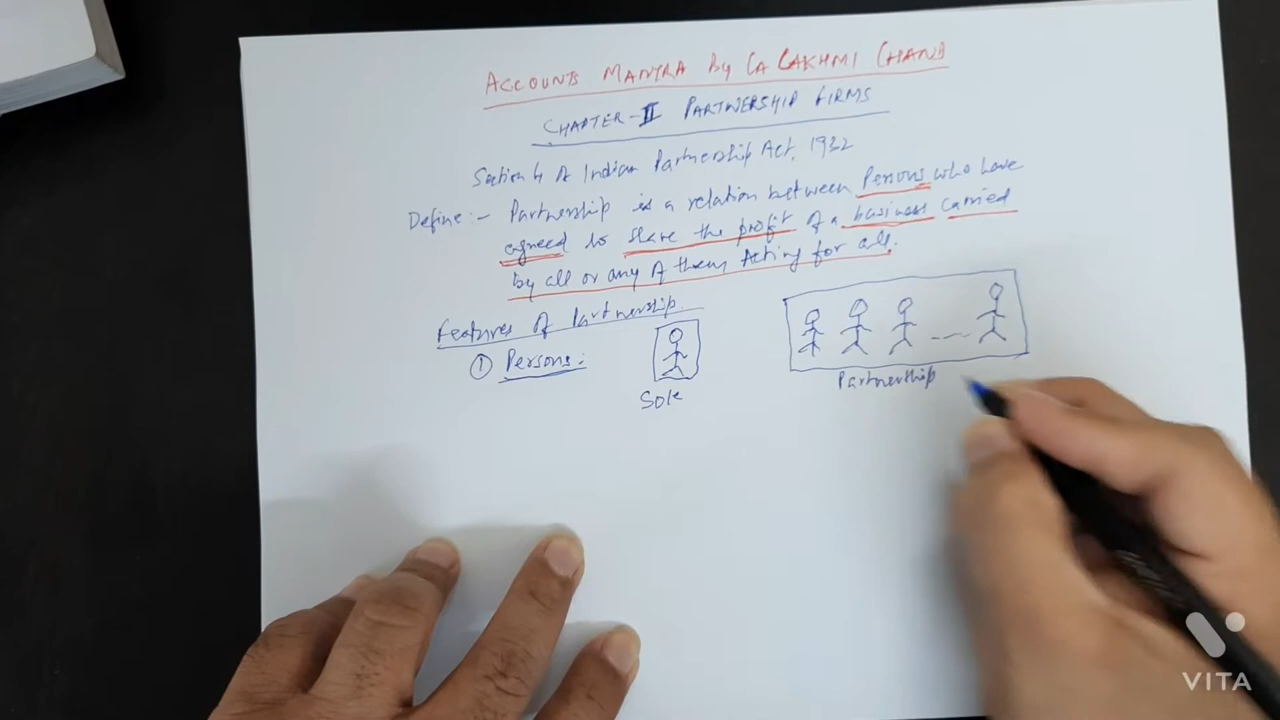 ACCOUNTS MANTRA By CA LAKHMI CHAND
CHAPTER-II PARTNERSHIP FIRMS
Section 4 of Indian Partnership Act, 1932
Define:- Partnership is a relation between Persons who have
agreed to share the profit of a business carried
by all or any of them Acting for all.
Features of Partnership.
① Persons:
Sole
Partnership
VITA